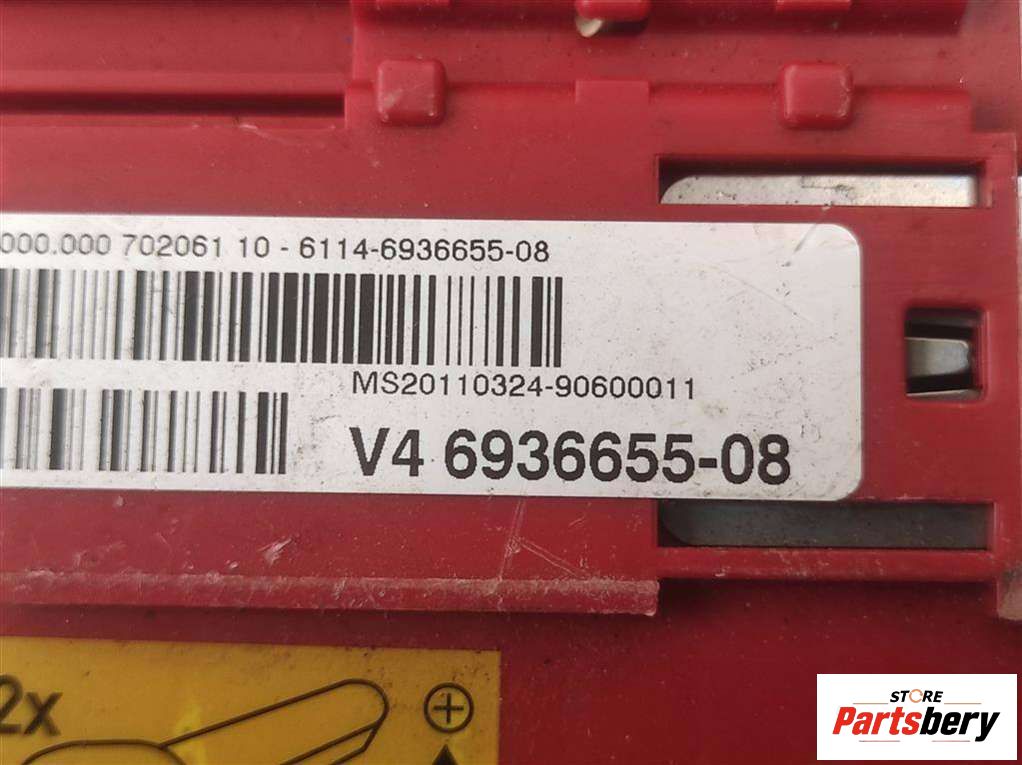 000.000 702061 10 - 6114-6936655-08
MS20110324-90600011
V4 6936655-08
2x
STORE
Partsbery